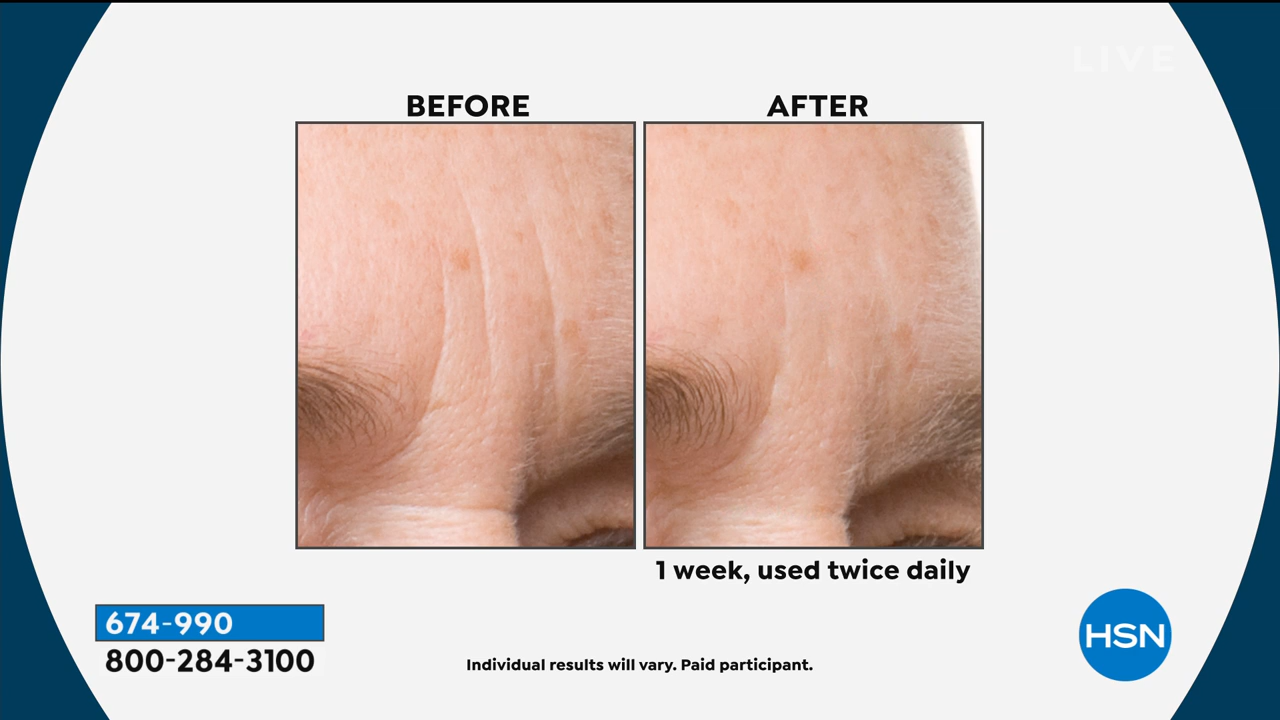 LIVE
BEFORE
AFTER
1 week, used twice daily
674-990
800-284-3100
Individual results will vary. Paid participant.
HSN